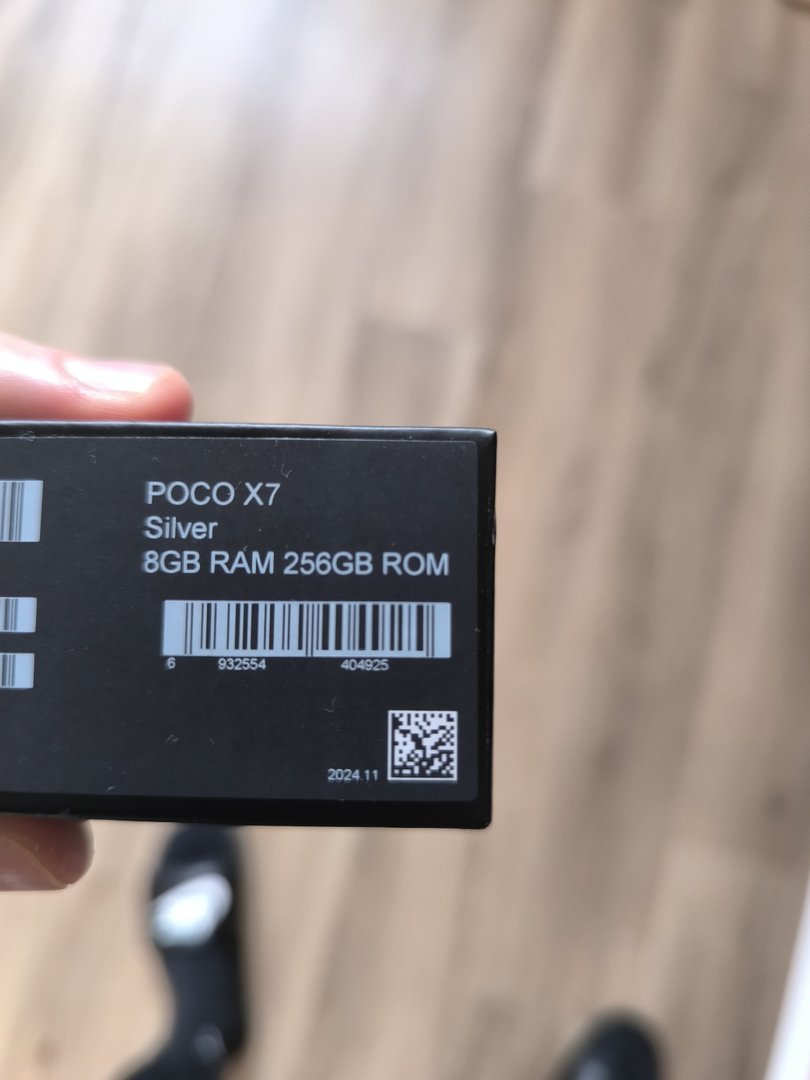 POCO X7
Silver
8GB RAM 256GB ROM
6 932554 404925
2024.11